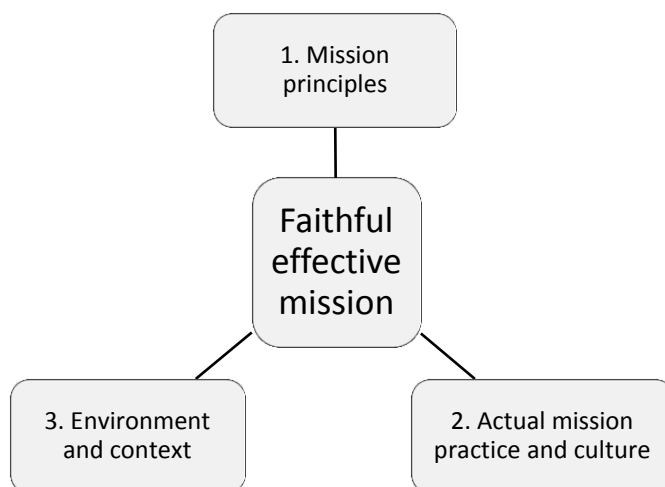 1. Mission
principles
Faithful
effective
mission
3. Environment
and context
2. Actual mission
practice and culture